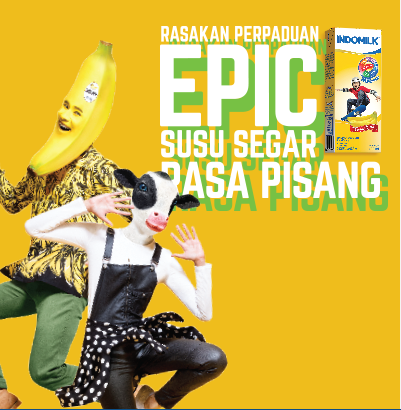 RASAKAN PERPADUAN
EPIC
SUSU SEGAR
RASA PISANG
INDOMILK